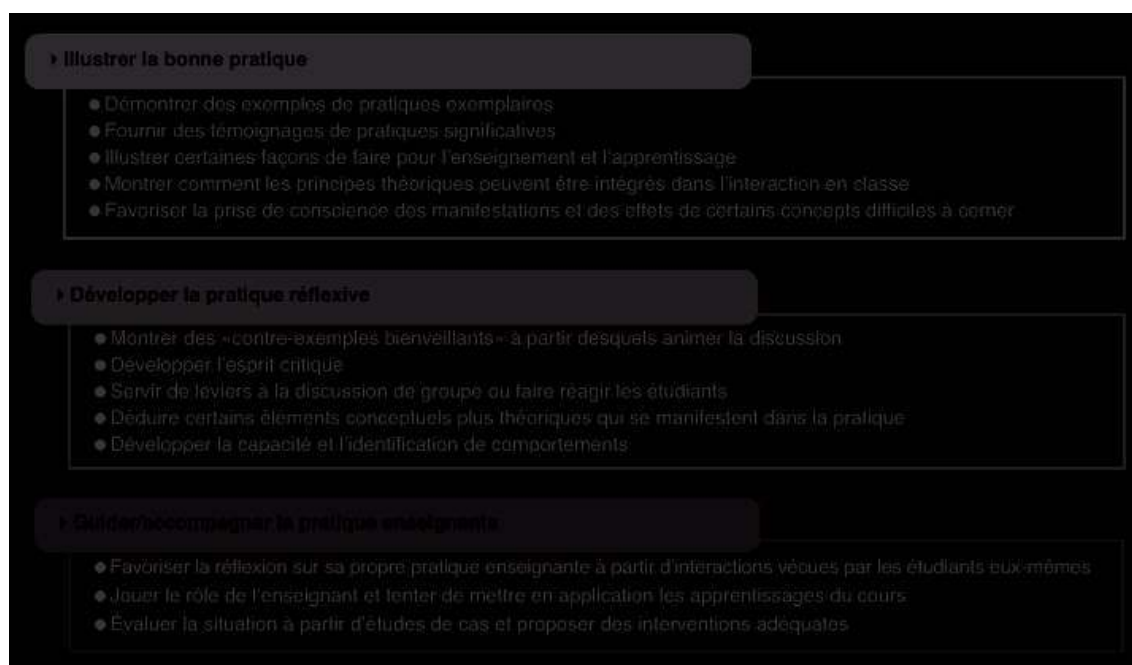 Illustrer la bonne pratique
● Démontrer des exemples de pratiques exemplaires
● Fournir des témoignages de pratiques significatives
● Illustrer certaines façons de faire pour l'enseignement et l'apprentissage
● Montrer comment les principes théoriques peuvent être intégrés dans l'interaction en classe
● Favoriser la prise de conscience des manifestations et des effets de certains concepts difficiles à cerner
Développer la pratique réflexive
● Montrer des «contre-exemples bienveillants» à partir desquels animer la discussion
● Développer l'esprit critique
● Servir de leviers à la discussion de groupe ou faire réagir les étudiants
● Déduire certains éléments conceptuels plus théoriques qui se manifestent dans la pratique
● Développer la capacité et l'identification de comportements
Guider/accompagner la pratique enseignante
● Favoriser la réflexion sur sa propre pratique enseignante à partir d'interactions vécues par les étudiants eux-mêmes
● Jouer le rôle de l'enseignant et tenter de mettre en application les apprentissages du cours
● Évaluer la situation à partir d'études de cas et proposer des interventions adéquates